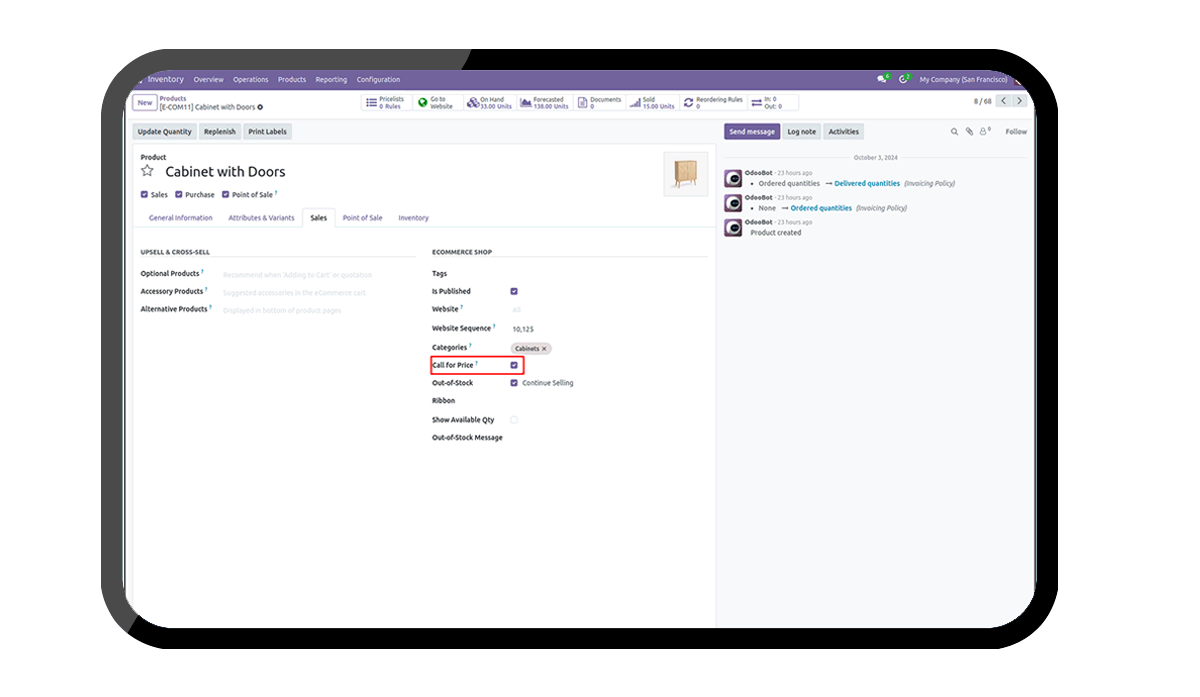 Inventory Overview Operations Products Reporting Configuration 6 2 My Company (San Francisco)
New Products [E-COM11] Cabinet with Doors Pricelists 0 Rules Go to Website On Hand 33.00 Units Forecasted 138.00 Units Documents 0 Sold 15.00 Units Reordering Rules 0 In: 0 Out: 0 8 / 68
Update Quantity Replenish Print Labels Send message Log note Activities 0 Follow
Product
Cabinet with Doors
Sales Purchase Point of Sale ?
General Information Attributes & Variants Sales Point of Sale Inventory
UPSELL & CROSS-SELL
Optional Products ? Recommend when 'Adding to Cart' or quotation
Accessory Products ? Suggested accessories in the eCommerce cart
Alternative Products ? Displayed in bottom of product pages
ECOMMERCE SHOP
Tags
Is Published
Website ? All
Website Sequence ? 10,125
Categories ? Cabinets ×
Call for Price ?
Out-of-Stock Continue Selling
Ribbon
Show Available Qty
Out-of-Stock Message
October 3, 2024
OdooBot - 23 hours ago
• Ordered quantities → Delivered quantities (Invoicing Policy)
OdooBot - 23 hours ago
• None → Ordered quantities (Invoicing Policy)
OdooBot - 23 hours ago
Product created